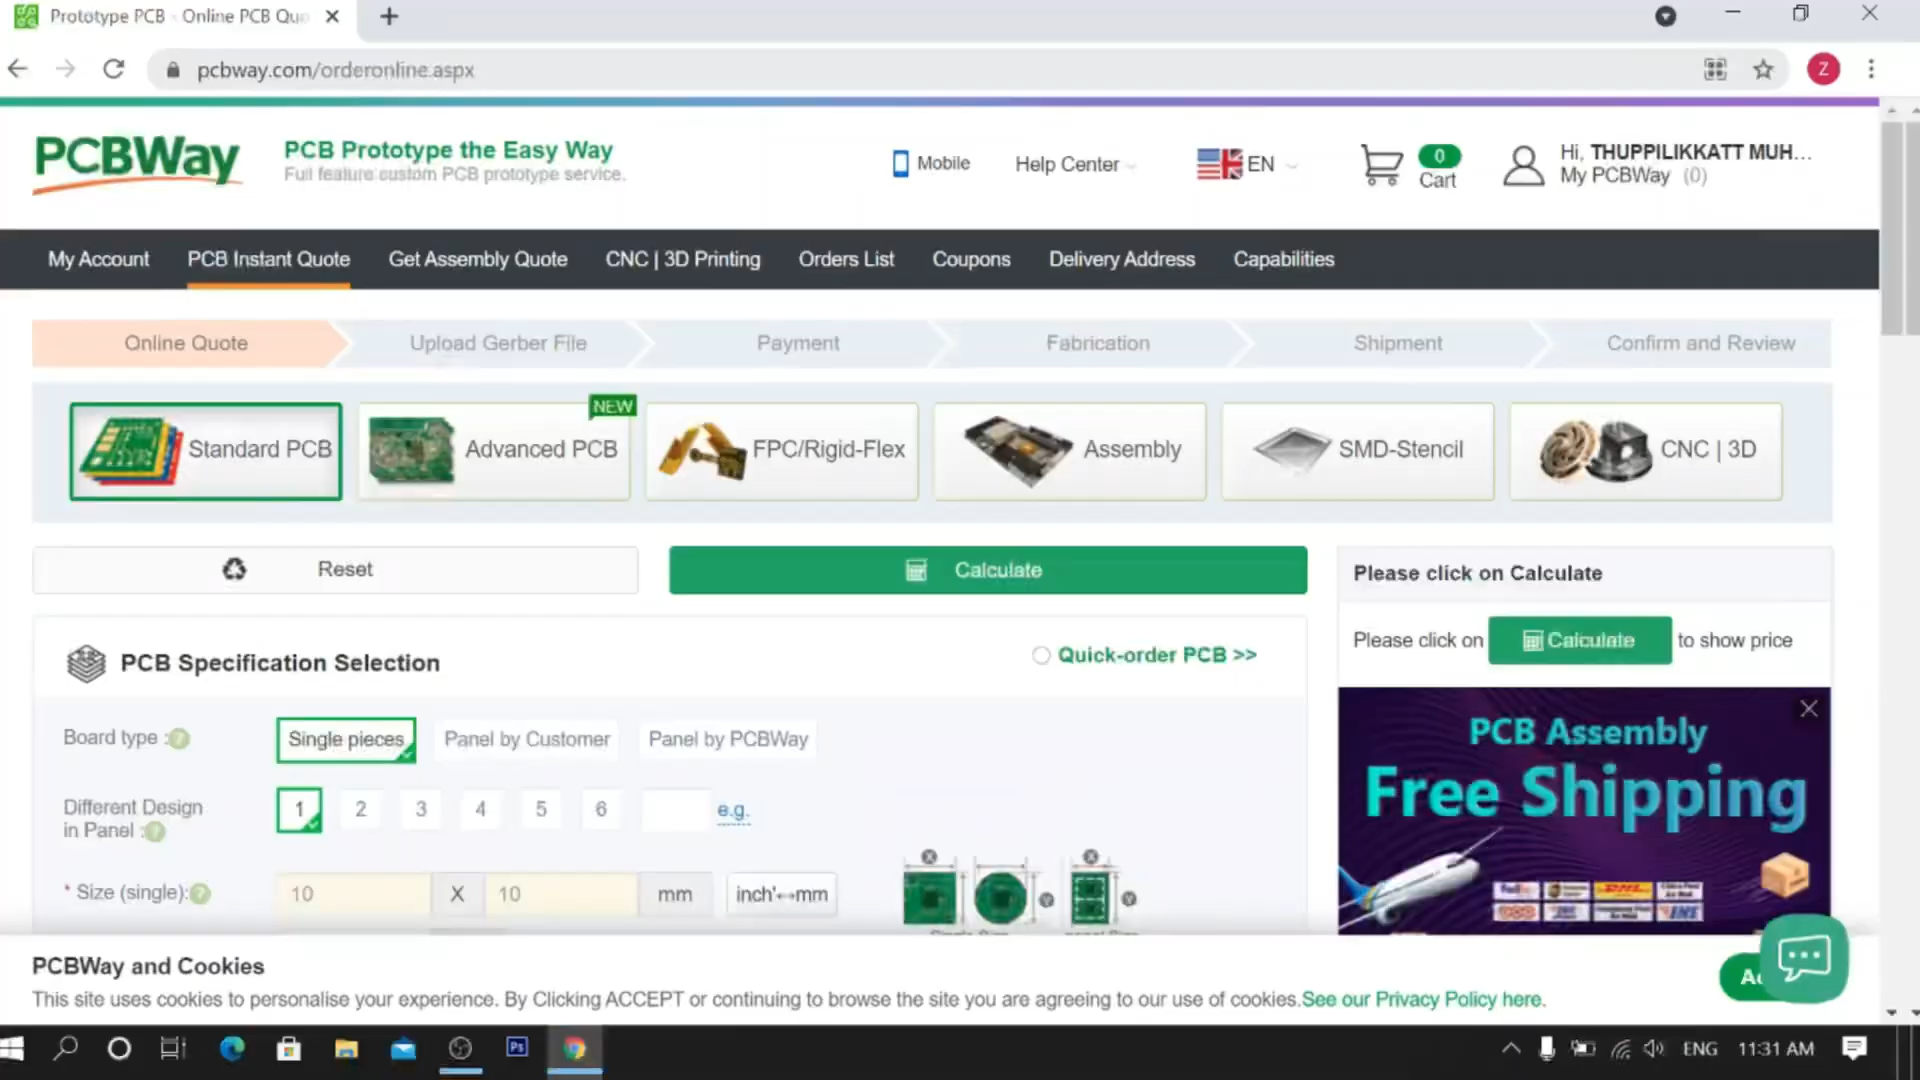 Prototype PCB - Online PCB Quo
pcbway.com/orderonline.aspx
Z
PCBWay
PCB Prototype the Easy Way
Full feature custom PCB prototype service.
Mobile
Help Center
EN
0
Cart
Hi, THUPPILIKKATT MUH...
My PCBWay (0)
My Account
PCB Instant Quote
Get Assembly Quote
CNC | 3D Printing
Orders List
Coupons
Delivery Address
Capabilities
Online Quote
Upload Gerber File
Payment
Fabrication
Shipment
Confirm and Review
Standard PCB
NEW
Advanced PCB
FPC/Rigid-Flex
Assembly
SMD-Stencil
CNC | 3D
Reset
Calculate
Please click on Calculate
Please click on Calculate to show price
PCB Specification Selection
Quick-order PCB >>
Board type :?
Single pieces
Panel by Customer
Panel by PCBWay
Different Design
in Panel :?
1
2
3
4
5
6
e.g.
* Size (single):?
10
X
10
mm
inch'↔mm
X
X
Y
Y
PCB Assembly
Free Shipping
FedEx
DHL
EMS
PCBWay and Cookies
This site uses cookies to personalise your experience. By Clicking ACCEPT or continuing to browse the site you are agreeing to our use of cookies.See our Privacy Policy here.
Ps
ENG
11:31 AM